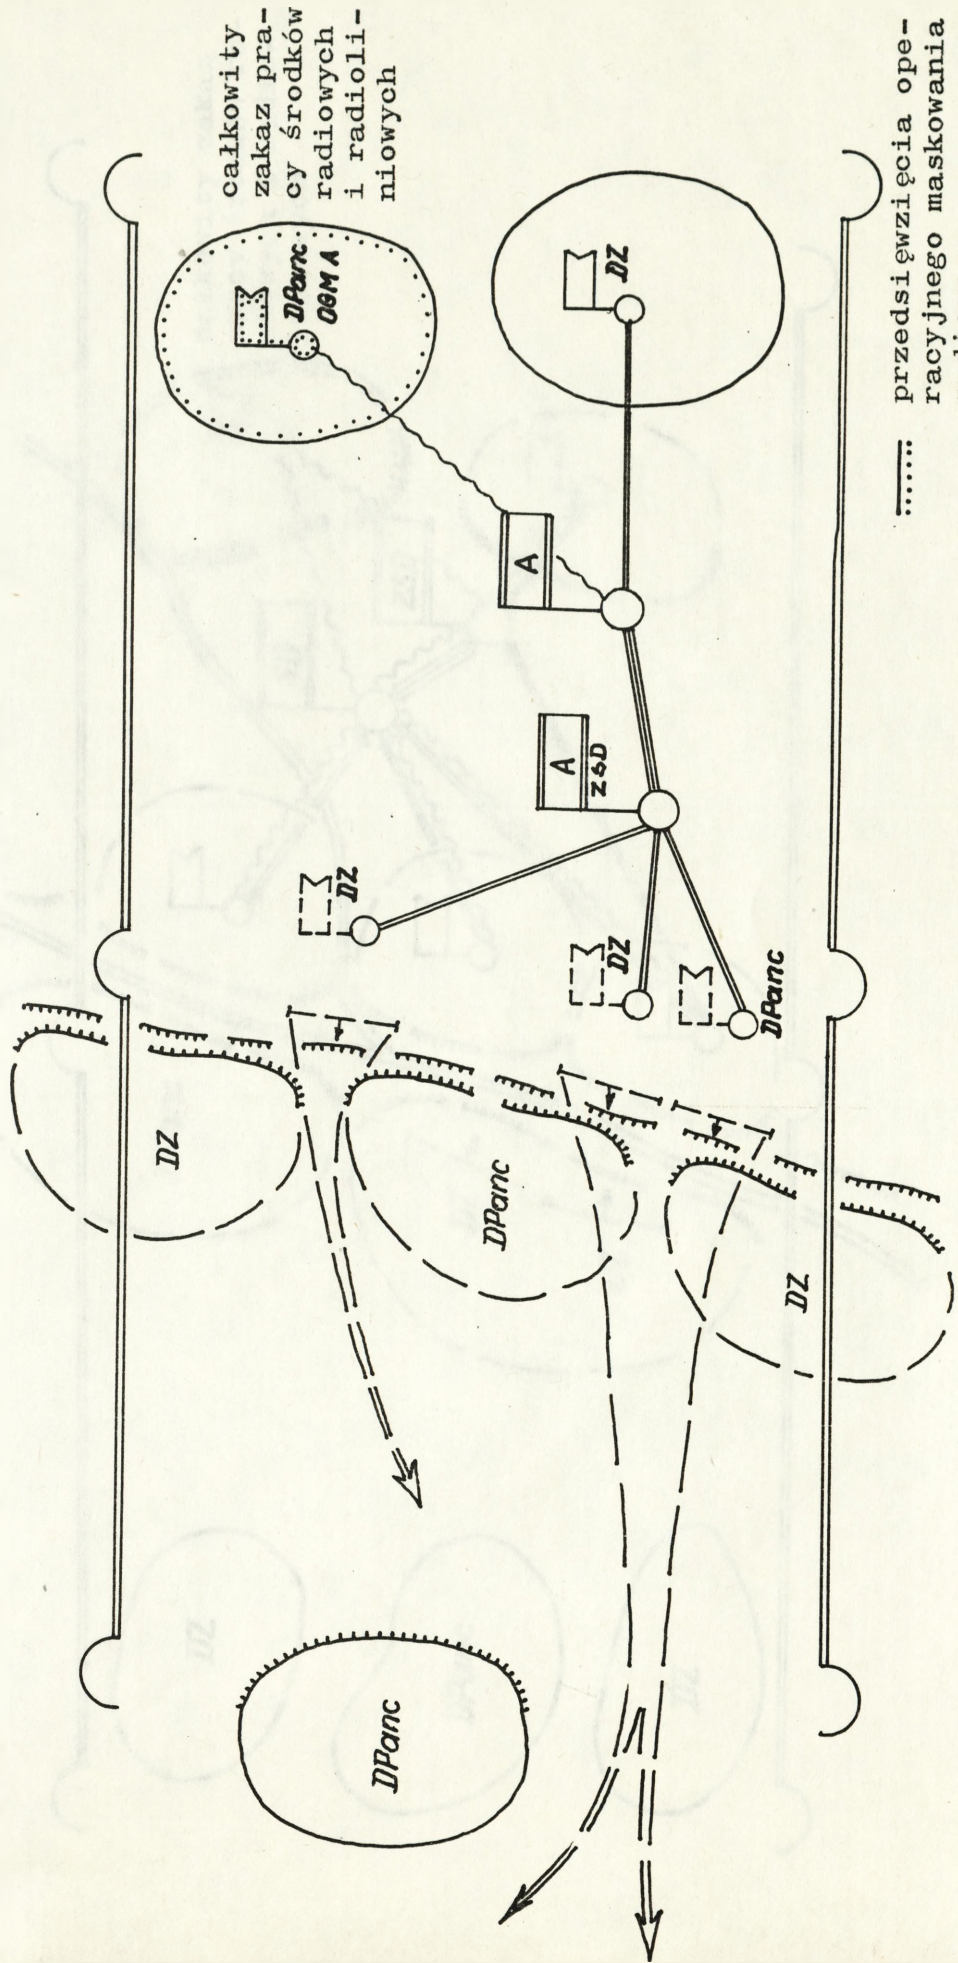 całkowity
zakaz pra-
cy środków
radiowych
i radioli-
niowych
DPanc
OGM A
DZ
A
A
ZSD
DZ
DZ
DPanc
DZ
DPanc
DZ
DPanc
przedsięwzięcia ope-
racyjnego maskowania